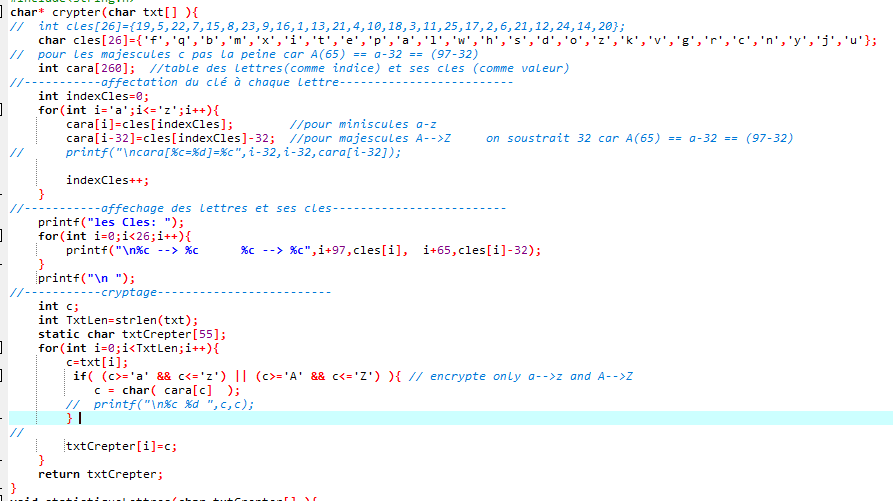 char* crypter(char txt[] ){
//  int cles[26]={19,5,22,7,15,8,23,9,16,1,13,21,4,10,18,3,11,25,17,2,6,21,12,24,14,20};
char cles[26]={'f','q','b','m','x','i','t','e','p','a','l','w','h','s','d','o','z','k','v','g','r','c','n','y','j','u'};
//  pour les majescules c pas la peine car A(65) == a-32 == (97-32)
int cara[260];  //table des lettres(comme indice) et ses cles (comme valeur)
//-----------affectation du clé à chaque lettre-------------------------
int indexCles=0;
for(int i='a';i<='z';i++){
cara[i]=cles[indexCles];        //pour miniscules a-z
cara[i-32]=cles[indexCles]-32;  //pour majescules A-->Z     on soustrait 32 car A(65) == a-32 == (97-32)
//      printf("\ncara[%c=%d]=%c",i-32,i-32,cara[i-32]);
indexCles++;
}
//-----------affechage des lettres et ses cles-------------------------
printf("les Cles: ");
for(int i=0;i<26;i++){
printf("\n%c --> %c      %c --> %c",i+97,cles[i],  i+65,cles[i]-32);
}
printf("\n ");
//-----------cryptage-------------------------
int c;
int TxtLen=strlen(txt);
static char txtCrepter[55];
for(int i=0;i<TxtLen;i++){
c=txt[i];
if( (c>='a' && c<='z') || (c>='A' && c<='Z') ){ // encrypte only a-->z and A-->Z
c = char( cara[c]  );
//  printf("\n%c %d ",c,c);
}
//
txtCrepter[i]=c;
}
return txtCrepter;
}